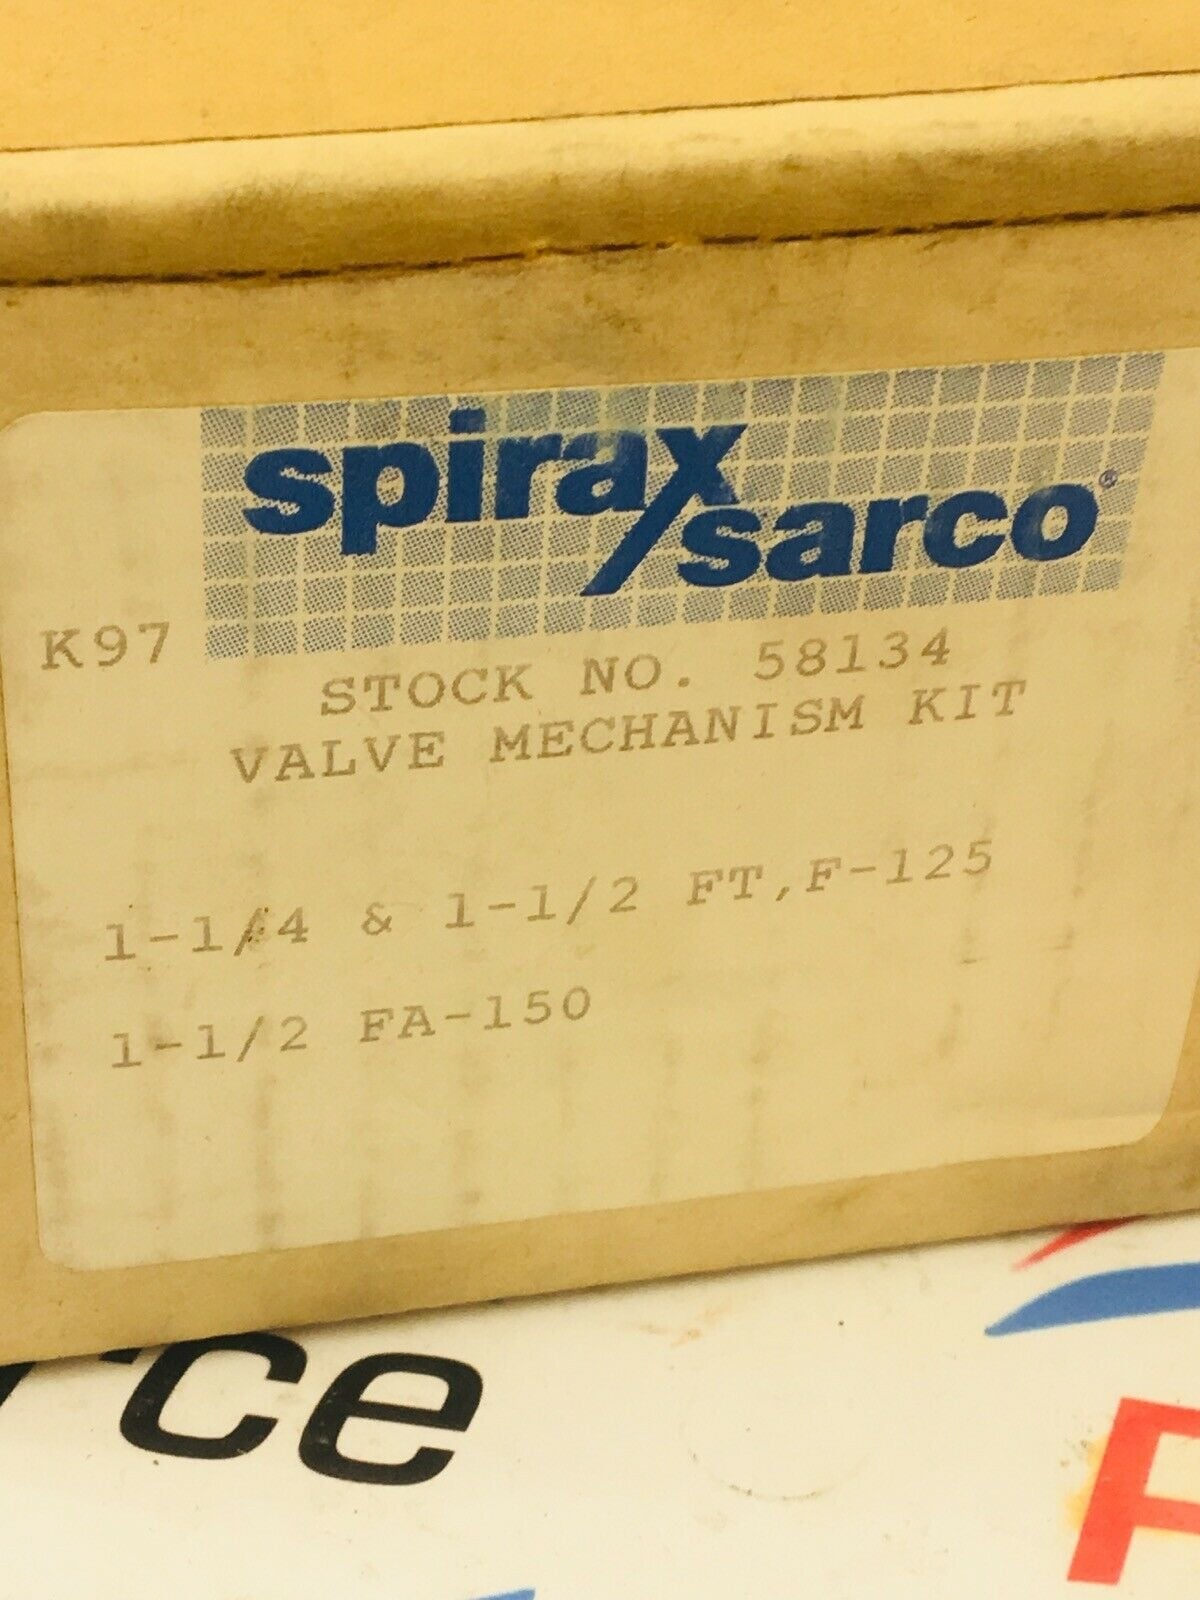 spirax
sarco®
K97
STOCK NO. 58134
VALVE MECHANISM KIT
1-1/4 & 1-1/2 FT,F-125
1-1/2 FA-150